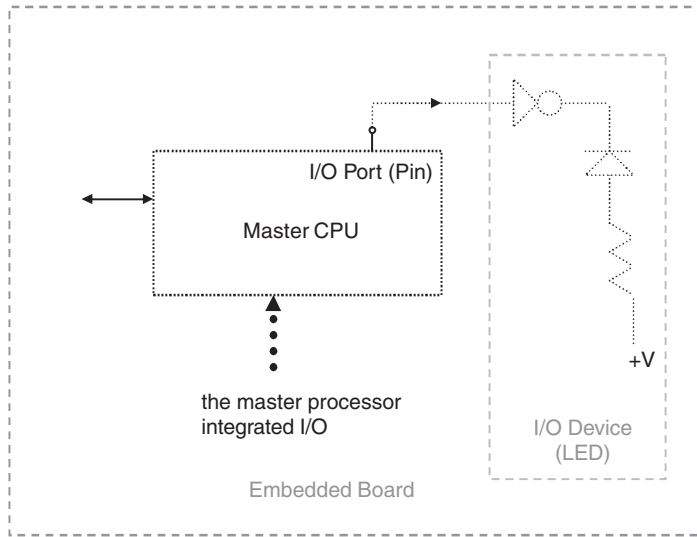 I/O Port (Pin)
Master CPU
+V
the master processor
integrated I/O
I/O Device
(LED)
Embedded Board